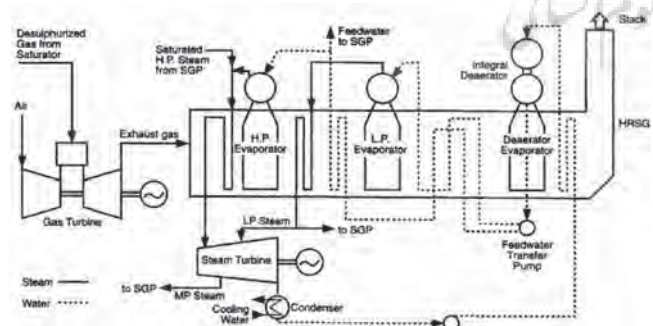 Desulphurized
Gas from
Saturator
Saturated
H.P. Steam
from SGP
Feedwater
to SGP
Integral
Deaerator
Stack
Air
Exhaust gas
H.P.
Evaporator
L.P.
Evaporator
Deaerator
Evaporator
HRSG
Gas Turbine
LP Steam
to SGP
Steam Turbine
Feedwater
Transfer
Pump
Steam
Water
to SGP
MP Steam
Cooling
Water
Condenser